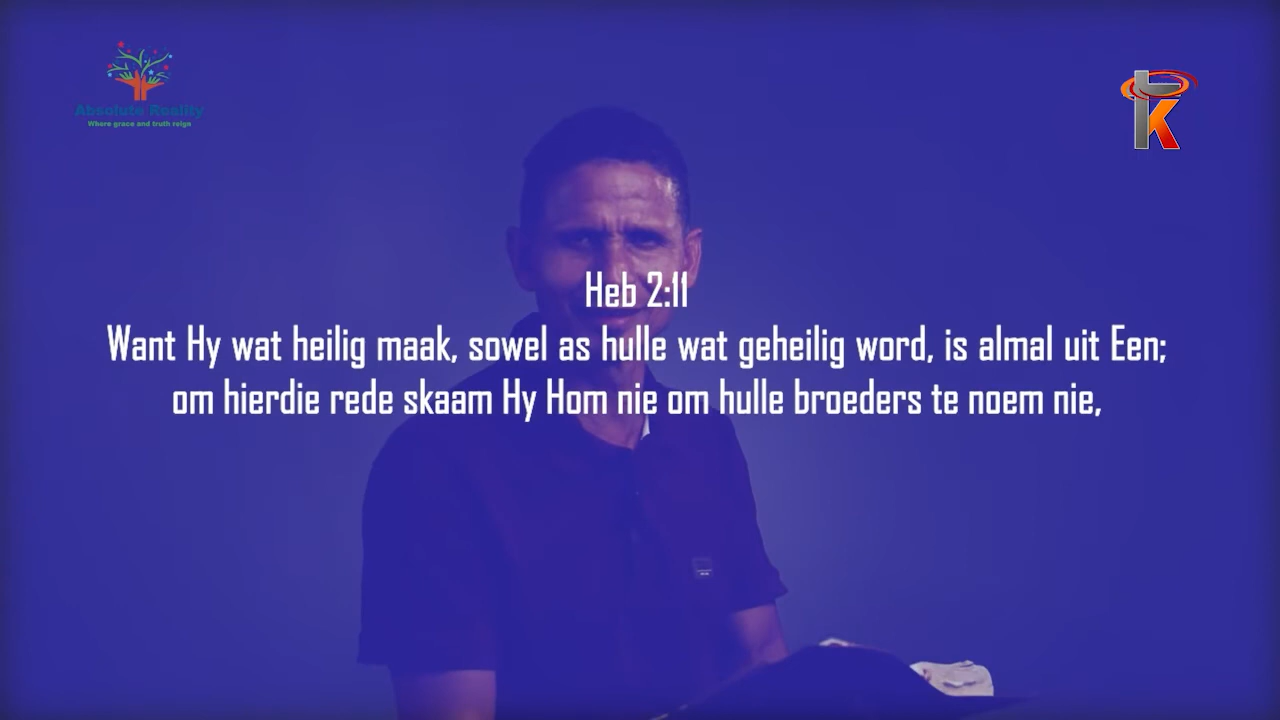 Absolute Reality
Where grace and truth reign
Heb 2:11
Want Hy wat heilig maak, sowel as hulle wat geheilig word, is almal uit Een;
om hierdie rede skaam Hy Hom nie om hulle broeders te noem nie,